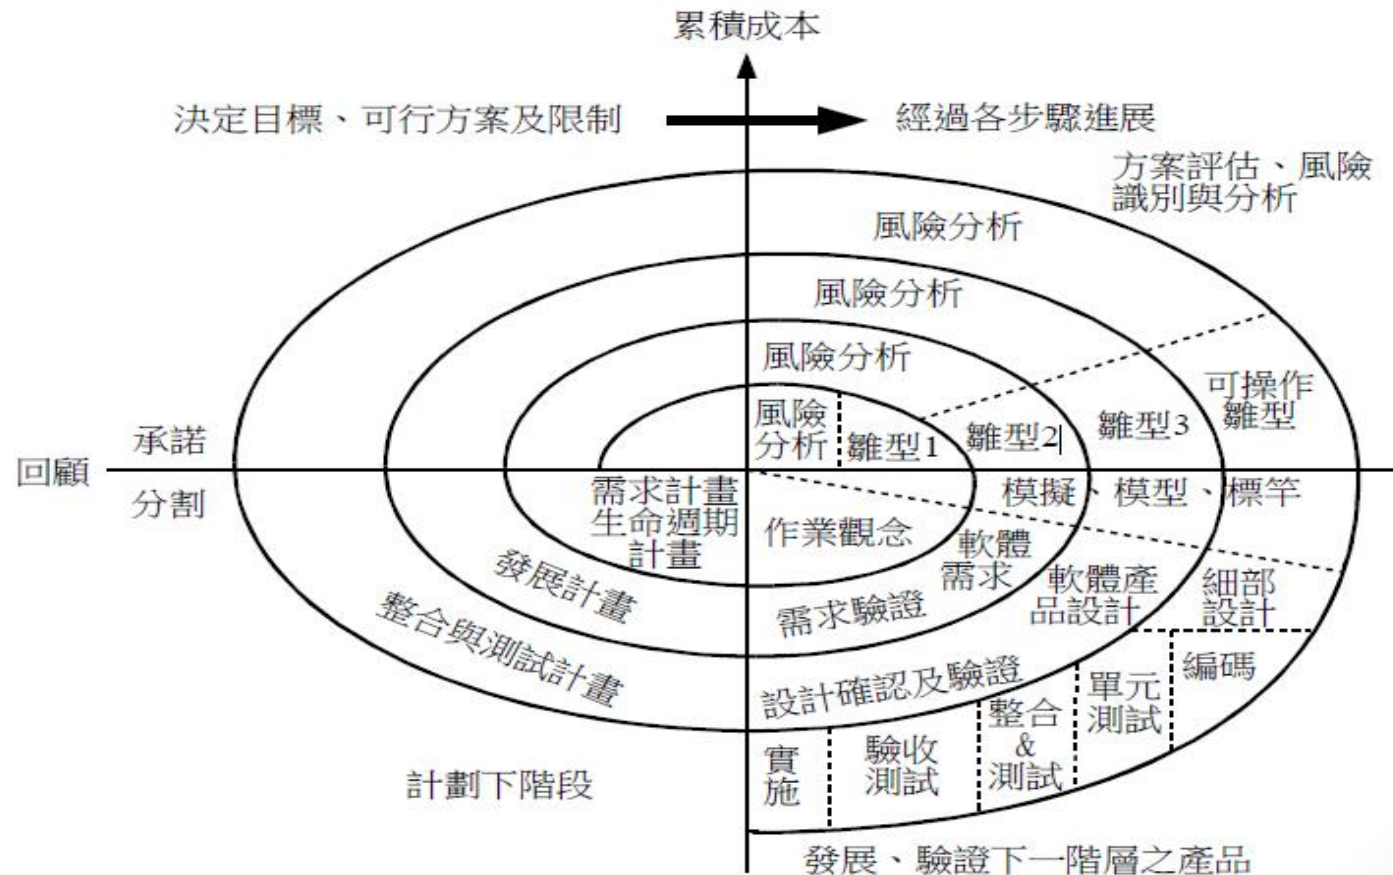 累積成本
決定目標、可行方案及限制
經過各步驟進展
方案評估、風險
識別與分析
風險分析
風險分析
風險分析
風險
分析
雛型1
雛型2
雛型3
可操作
雛型
承諾
回顧
分割
需求計畫
生命週期
計畫
模擬、模型、標竿
作業觀念
軟體
需求
軟體產
品設計
細部
設計
發展計畫
需求驗證
整合與測試計畫
設計確認及驗證
編碼
單元
測試
整合
&
測試
驗收
測試
實
施
計劃下階段
發展、驗證下一階層之產品